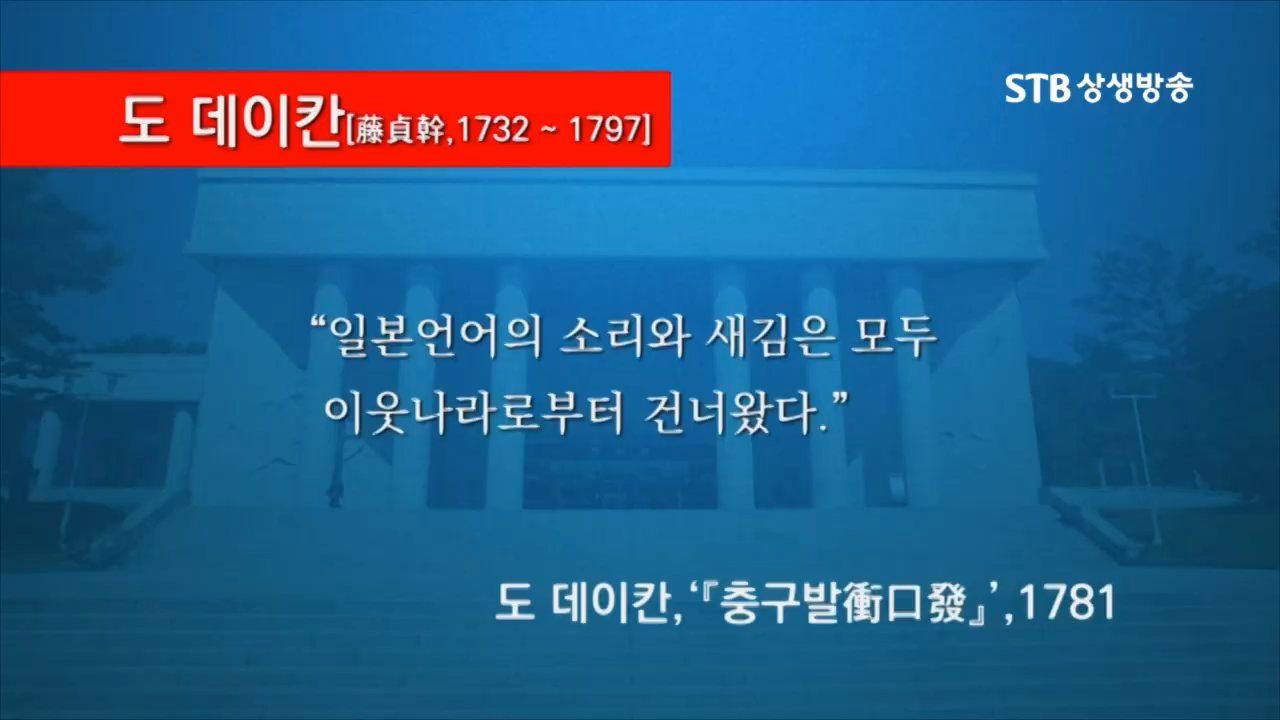 STB 상생방송
도 데이칸[藤貞幹,1732 ~ 1797]
“일본언어의 소리와 새김은 모두
이웃나라로부터 건너왔다.”
도 데이칸,‘『충구발衝口發』’,1781